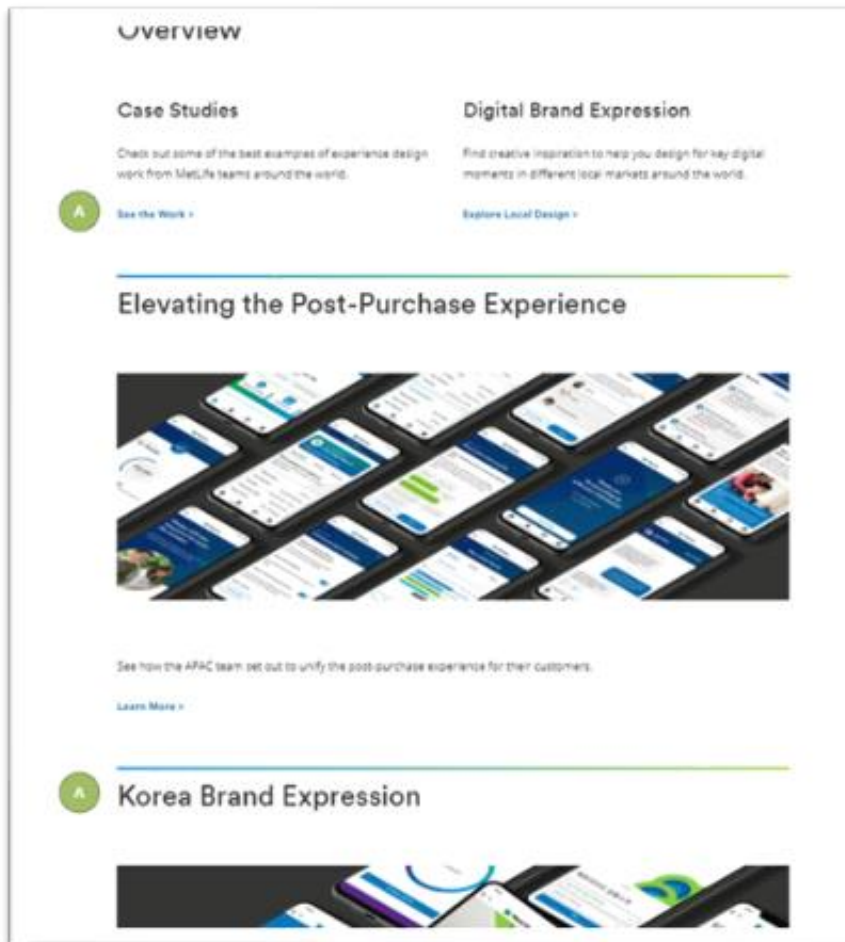 Overview
Case Studies
Digital Brand Expression
Check out some of the best examples of experience design
work from MetLife teams around the world.
Find creative inspiration to help you design for key digital
moments in different local markets around the world.
A
See the Work >
Explore Local Design >
Elevating the Post-Purchase Experience
See how the APAC team set out to unify the post-purchase experience for their customers.
Learn More >
A
Korea Brand Expression